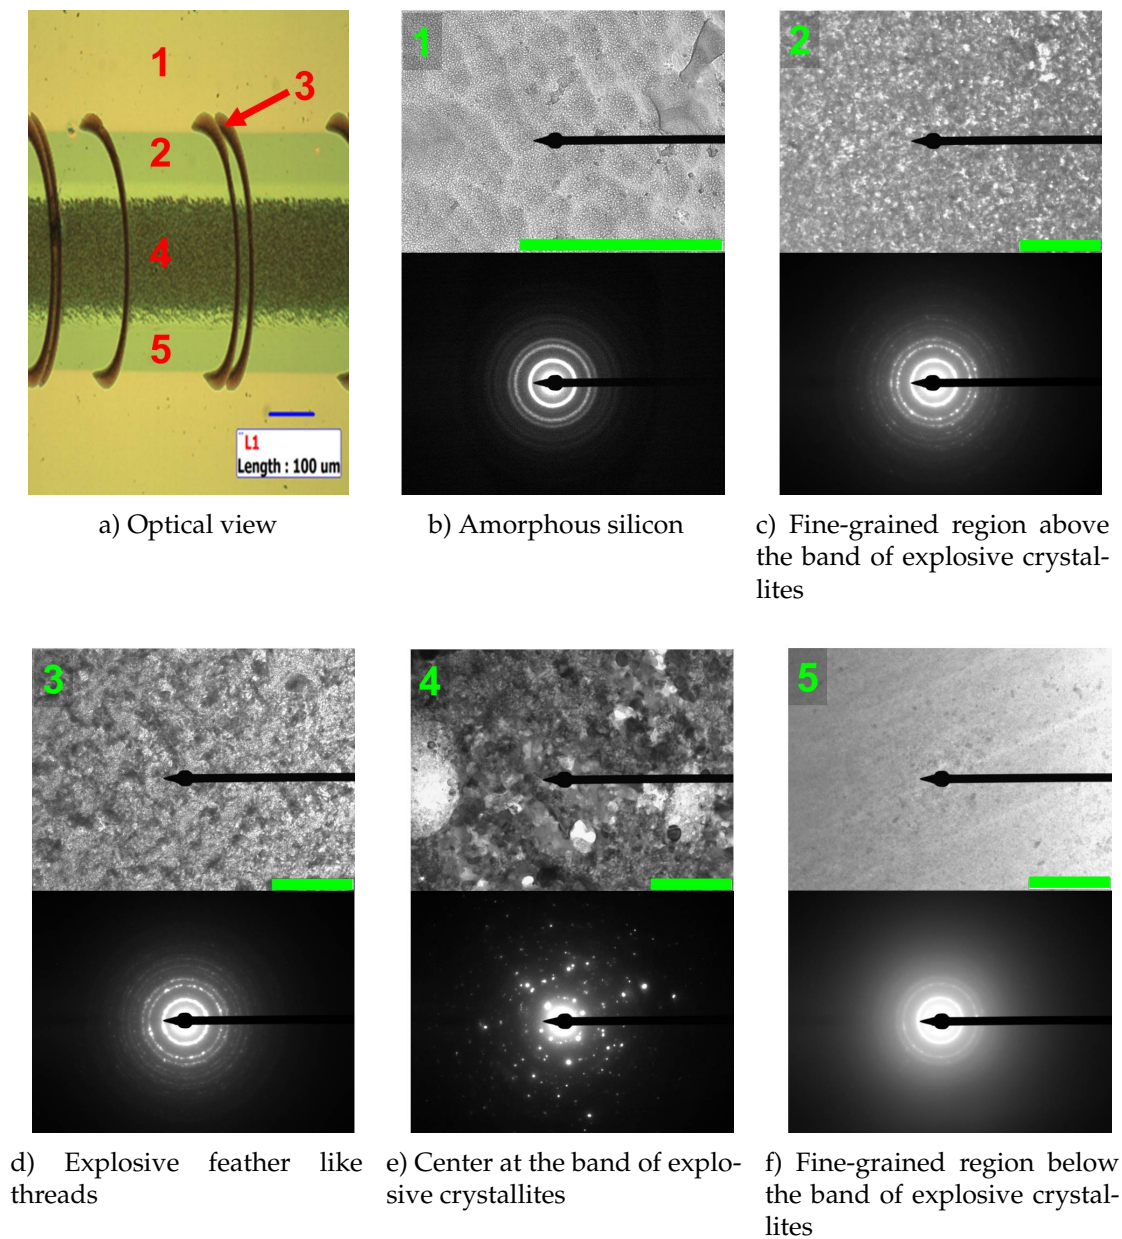 1
3
2
4
5
L1
Length : 100 um
1
2
a) Optical view
b) Amorphous silicon
c) Fine-grained region above
the band of explosive crystal-
lites
3
4
5
d) Explosive feather like
threads
e) Center at the band of explo-
sive crystallites
f) Fine-grained region below
the band of explosive crystal-
lites